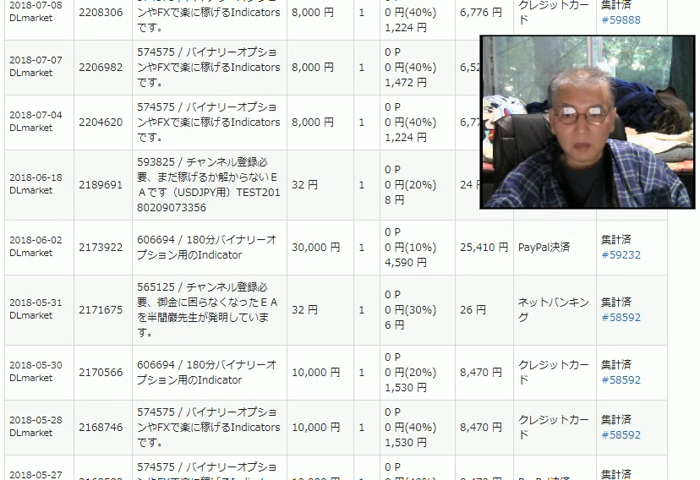 2018-07-08
DLmarket
2208306
ンやFXで楽に稼げるIndicators
です。
8,000 円
1
0 円(40%)
1,224 円
6,776 円
クレジットカー
ド
集計済
#59888
2018-07-07
DLmarket
2206982
574575 / バイナリーオプショ
ンやFXで楽に稼げるIndicators
です。
8,000 円
1
0 P
0 円(40%)
1,472 円
6,52
2018-07-04
DLmarket
2204620
574575 / バイナリーオプショ
ンやFXで楽に稼げるIndicators
です。
8,000 円
1
0 P
0 円(40%)
1,224 円
6,77
2018-06-18
DLmarket
2189691
593825 / チャンネル登録必
要、まだ稼げるか解からないE
Aです（USDJPY用）TEST201
80209073356
32 円
1
0 P
0 円(20%)
8 円
24
2018-06-02
DLmarket
2173922
606694 / 180分バイナリーオ
プション用のIndicator
30,000 円
1
0 P
0 円(10%)
4,590 円
25,410 円
PayPal決済
集計済
#59232
2018-05-31
DLmarket
2171675
565125 / チャンネル登録必
要、御金に困らなくなったＥＡ
を半間巌先生が発明していま
す。
32 円
1
0 P
0 円(30%)
6 円
26 円
ネットバンキン
グ
集計済
#58592
2018-05-30
DLmarket
2170566
606694 / 180分バイナリーオ
プション用のIndicator
10,000 円
1
0 P
0 円(20%)
1,530 円
8,470 円
クレジットカー
ド
集計済
#58592
2018-05-28
DLmarket
2168746
574575 / バイナリーオプショ
ンやFXで楽に稼げるIndicators
です。
10,000 円
1
0 P
0 円(40%)
1,530 円
8,470 円
クレジットカー
ド
集計済
#58592
2018-05-27
574575 / バイナリーオプショ
0 P
集計済